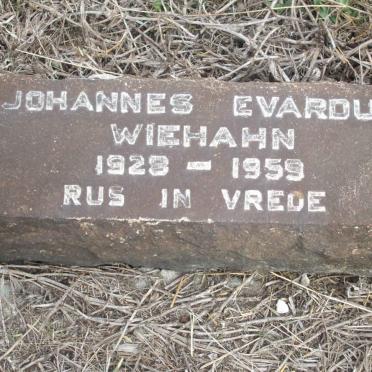 JOHANNES EVARDU
WIEHAHN
1928 - 1959
RUS IN VREDE